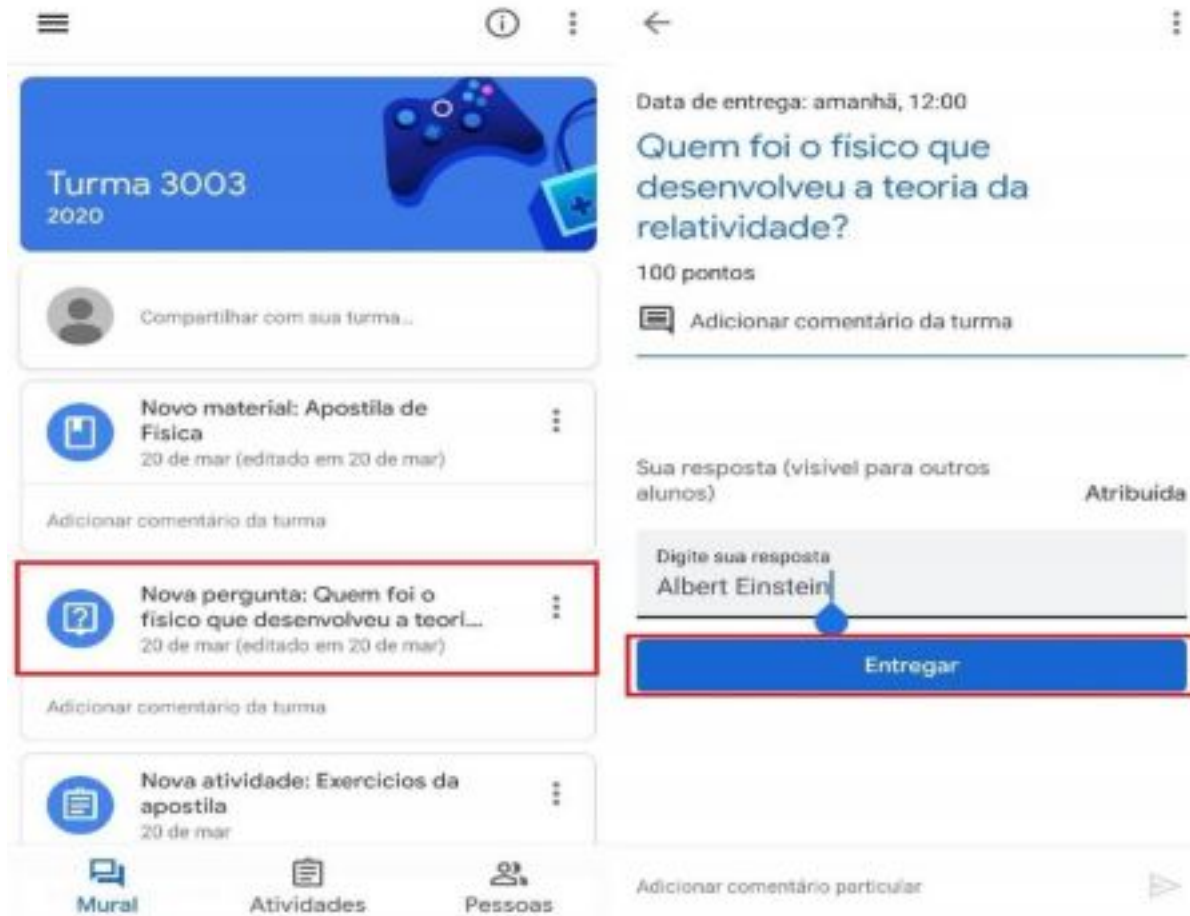 Turma 3003
2020
Compartilhar com sua turma...
Novo material: Apostila de
Física
20 de mar (editado em 20 de mar)
Adicionar comentário da turma
Nova pergunta: Quem foi o
físico que desenvolveu a teori...
20 de mar (editado em 20 de mar)
Adicionar comentário da turma
Nova atividade: Exercicios da
apostila
20 de mar
Mural
Atividades
Pessoas
Data de entrega: amanhã, 12:00
Quem foi o físico que
desenvolveu a teoria da
relatividade?
100 pontos
Adicionar comentário da turma
Sua resposta (visível para outros
alunos)
Atribuída
Digite sua resposta
Albert Einstein
Entregar
Adicionar comentário particular